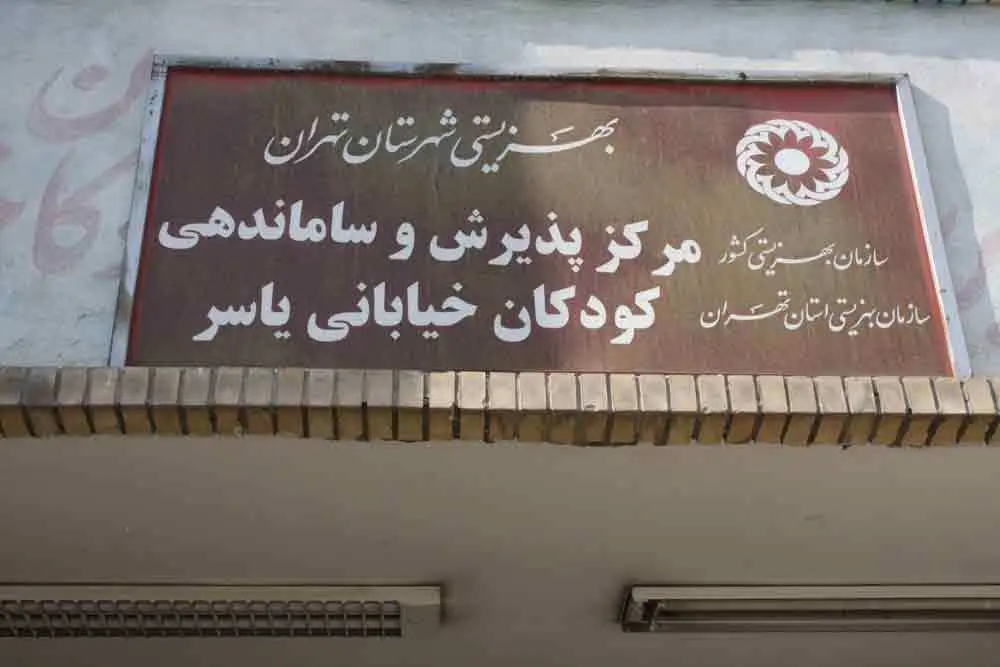 بهزیستی شهرستان تهران
سازمان بهزیستی کشور
سازمان بهزیستی استان تهران
مرکز پذیرش و ساماندهی
کودکان خیابانی یاسر